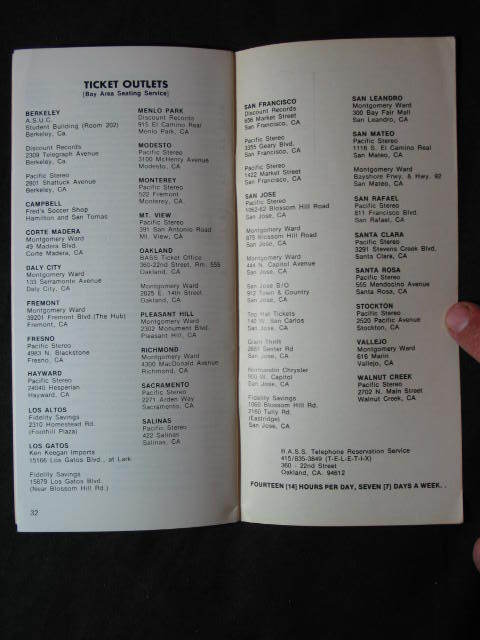 TICKET OUTLETS
[Bay Area Seating Service]
BERKELEY
A.S.U.C.
Student Building (Room 202)
Berkeley, CA
Discount Records
2309 Telegraph Avenue
Berkeley, Ca.
Pacific Stereo
2801 Shattuck Avenue
Berkeley, CA
CAMPBELL
Fred's Soccer Shop
Hamilton and San Tomas
CORTE MADERA
Montgomery Ward
49 Madera Blvd.
Corte Madera, CA
DALY CITY
Montgomery Ward
133 Serramonte Avenue
Daly City, CA
FREMONT
Montgomery Ward
39201 Fremont Blvd.(The Hub)
Fremont, CA
FRESNO
Pacific Stereo
4983 N. Blackstone
Fresno, CA
HAYWARD
Pacific Stereo
24040 Hesperian
Hayward, CA
LOS ALTOS
Fidelity Savings
2310 Homestead Rd.
(Foothill Plaza)
LOS GATOS
Ken Keegan Imports
15166 Los Gatos Blvd., at Lark
Fidelity Savings
15879 Los Gatos Blvd.
(Near Blossom Hill Rd.)
32
MENLO PARK
Discount Records
915 El Camino Real
Menlo Park, CA
MODESTO
Pacific Stereo
3100 McHenry Avenue
Modesto, CA
MONTEREY
Pacific Stereo
522 Fremont
Monterey, CA.
MT. VIEW
Pacific Stereo
391 San Antonio Road
Mt. View, CA
OAKLAND
BASS Ticket Office
360-22nd Street, Rm. 555
Oakland, CA
Montgomery Ward
2825 E. 14th Street
Oakland, CA
PLEASANT HILL
Montgomery Ward
2302 Monument Blvd.
Pleasant Hill, CA
RICHMOND
Montgomery Ward
4300 MacDonald Avenue
Richmond, CA
SACRAMENTO
Pacific Stereo
2271 Arden Way
Sacramento, CA
SALINAS
Pacific Stereo
422 Salinas
Salinas, CA
SAN FRANCISCO
Discount Records
Market Street
San Francisco, CA
Pacific Stereo
3355 Geary Blvd.
San Francisco, CA
Pacific Stereo
1422 Market Street
San Francisco, CA
SAN JOSE
Pacific Stereo
1062-62 Blossom Hill Road
San Jose, CA
Montgomery Ward
879 Blossom Hill Road
San Jose, CA
Montgomery Ward
444 N. Capitol Avenue
San Jose, CA
San Jose B/O
912 Town & Country
San Jose, CA
Top Hat Tickets
140 W. San Carlos
San Jose, CA
Giant Thrift
2881 Senter Rd
San Jose, CA
Normandin Chrysler
900 W. Capitol
San Jose, CA
Fidelity Savings
1060 Blossom Hill Rd.
2180 Tully Rd.
(Eastridge)
San Jose, CA
SAN LEANDRO
Montgomery Ward
300 Bay Fair Mall
San Leandro, CA
SAN MATEO
Pacific Stereo
1116 S. El Camino Real
San Mateo, CA
Montgomery Ward
Bayshore Frwy. & Hwy. 92
San Mateo, CA
SAN RAFAEL
Pacific Stereo
811 Francisco Blvd.
San Rafael, CA
SANTA CLARA
Pacific Stereo
3291 Stevens Creek Blvd.
Santa Clara, CA
SANTA ROSA
Pacific Stereo
555 Mendocino Avenue
Santa Rosa, CA
STOCKTON
Pacific Stereo
2520 Pacific Avenue
Stockton, CA
VALLEJO
Montgomery Ward
616 Marin
Vallejo, CA
WALNUT CREEK
Pacific Stereo
2702 N. Main Street
Walnut Creek, CA
B.A.S.S. Telephone Reservation Service
415/835-3849 (T-E-L-E-T-I-X)
360 - 22nd Street
Oakland, CA. 94612
FOURTEEN [14] HOURS PER DAY, SEVEN [7] DAYS A WEEK. .